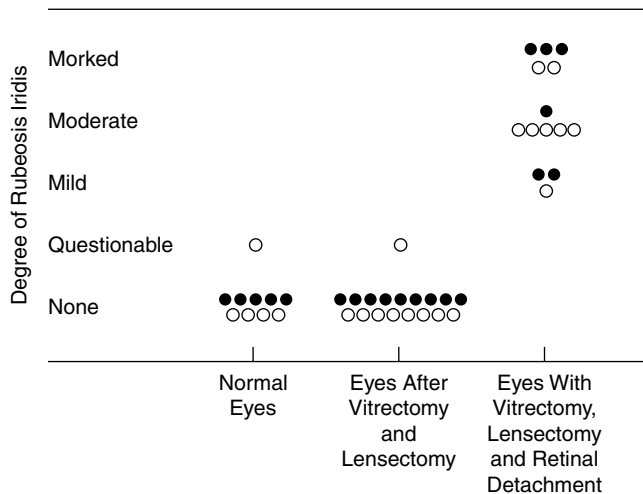 Degree of Rubeosis Iridis
Morked
Moderate
Mild
Questionable
None
Normal
Eyes
Eyes After
Vitrectomy
and
Lensectomy
Eyes With
Vitrectomy,
Lensectomy
and Retinal
Detachment